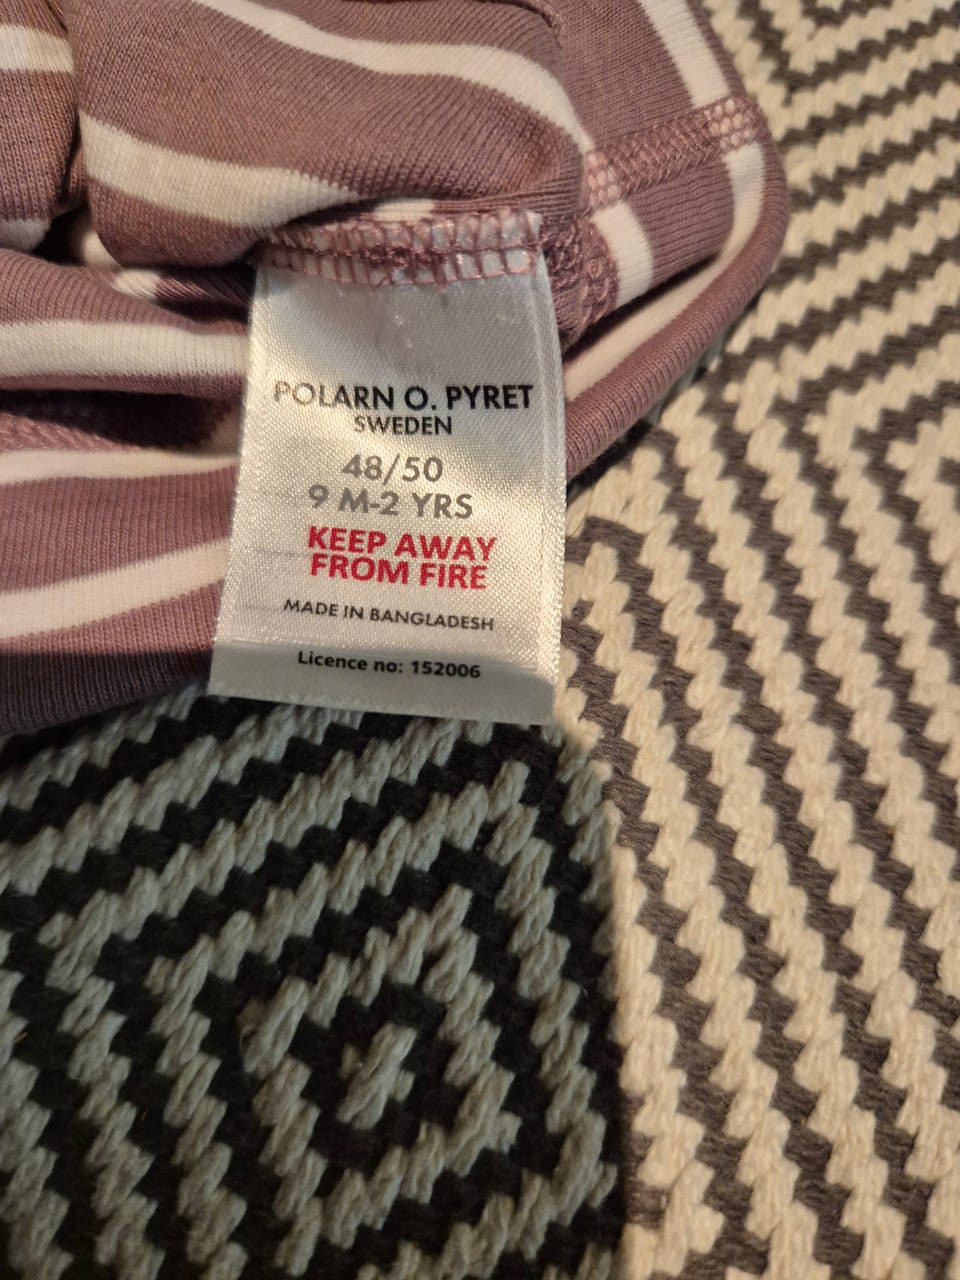 POLARN O. PYRET
SWEDEN
48/50
9 M-2 YRS
KEEP AWAY
FROM FIRE
MADE IN BANGLADESH
Licence no: 152006